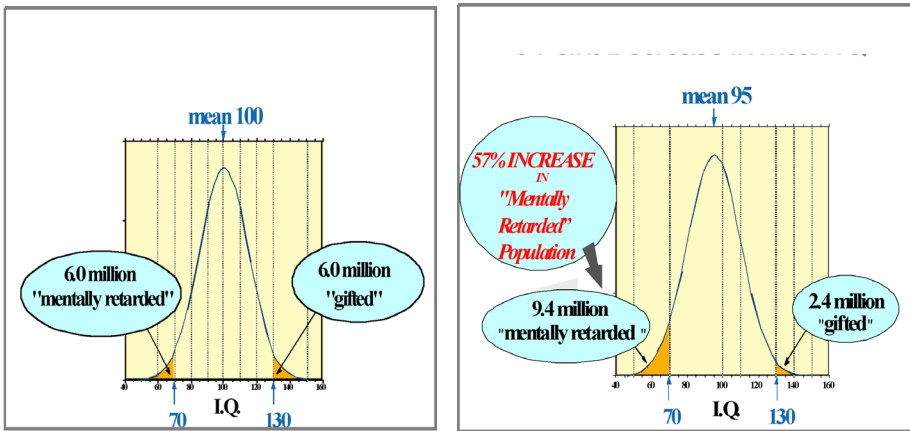 mean 100
6.0 million
"mentally retarded"
6.0 million
"gifted"
40 60 80 100 120 140 160
I.Q.
70
130
mean 95
57% INCREASE
IN
"Mentally
Retarded”
Population
9.4 million
"mentally retarded "
2.4 million
"gifted"
40 60 80 100 120 140 160
I.Q.
70
130